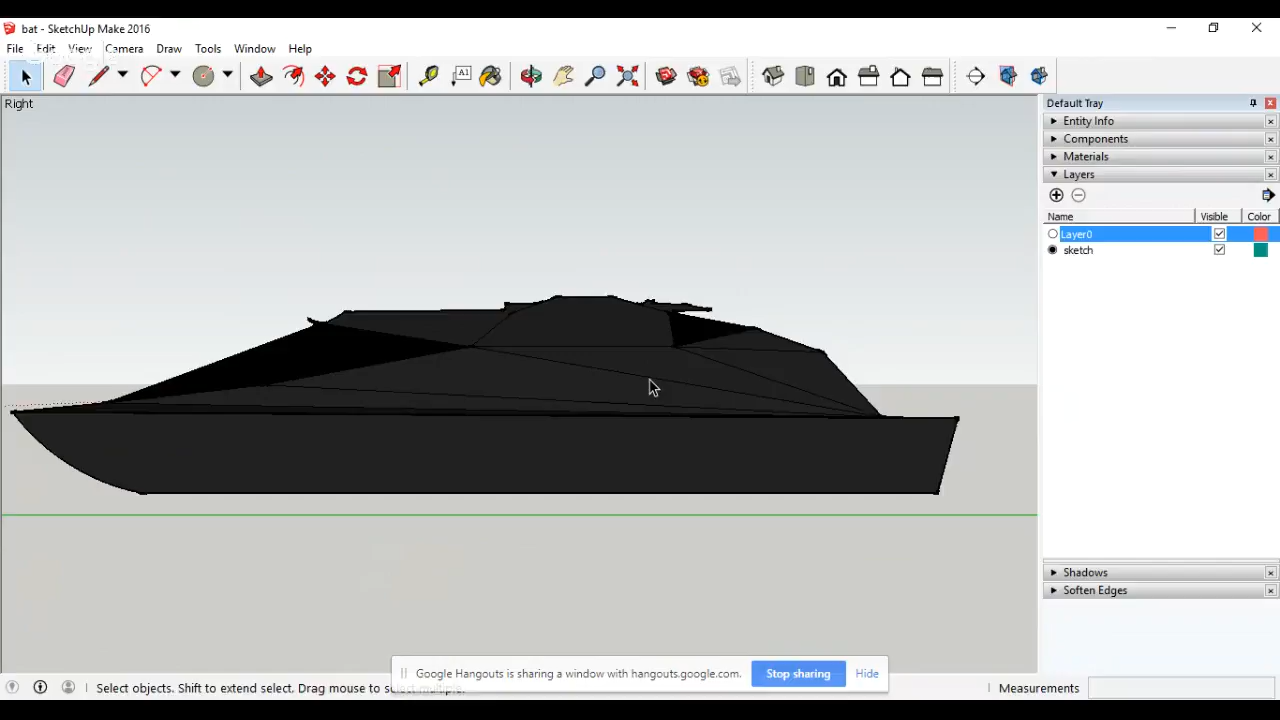 bat - SketchUp Make 2016
File Edit View Camera Draw Tools Window Help
A1
Right
Default Tray
Entity Info
Components
Materials
Layers
Name Visible Color
Layer0
sketch
Shadows
Soften Edges
Google Hangouts is sharing a window with hangouts.google.com. Stop sharing Hide
Select objects. Shift to extend select. Drag mouse to select multiple.
Measurements